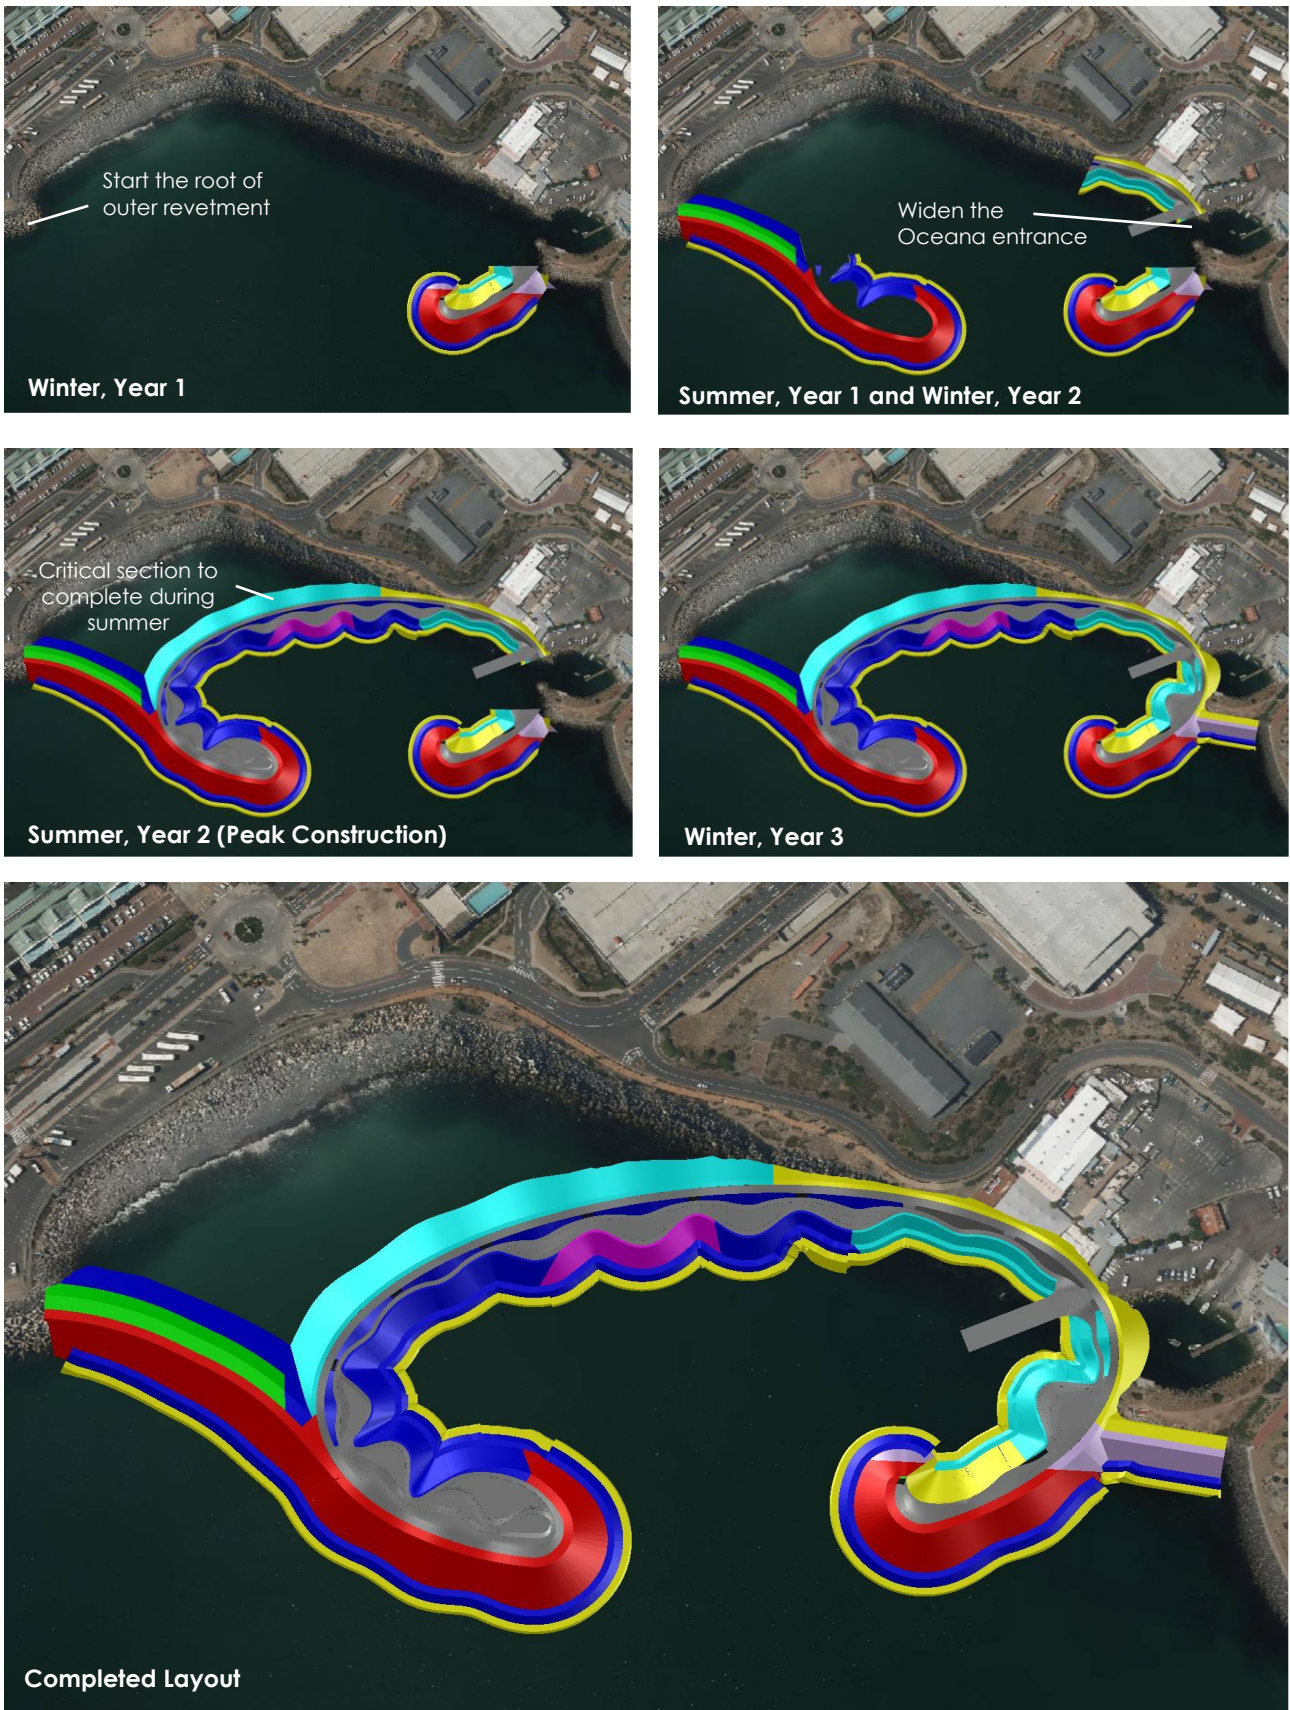 Start the root of
outer revetment
Winter, Year 1
Widen the
Oceana entrance
Summer, Year 1 and Winter, Year 2
Critical section to
complete during
summer
Summer, Year 2 (Peak Construction)
Winter, Year 3
Completed Layout